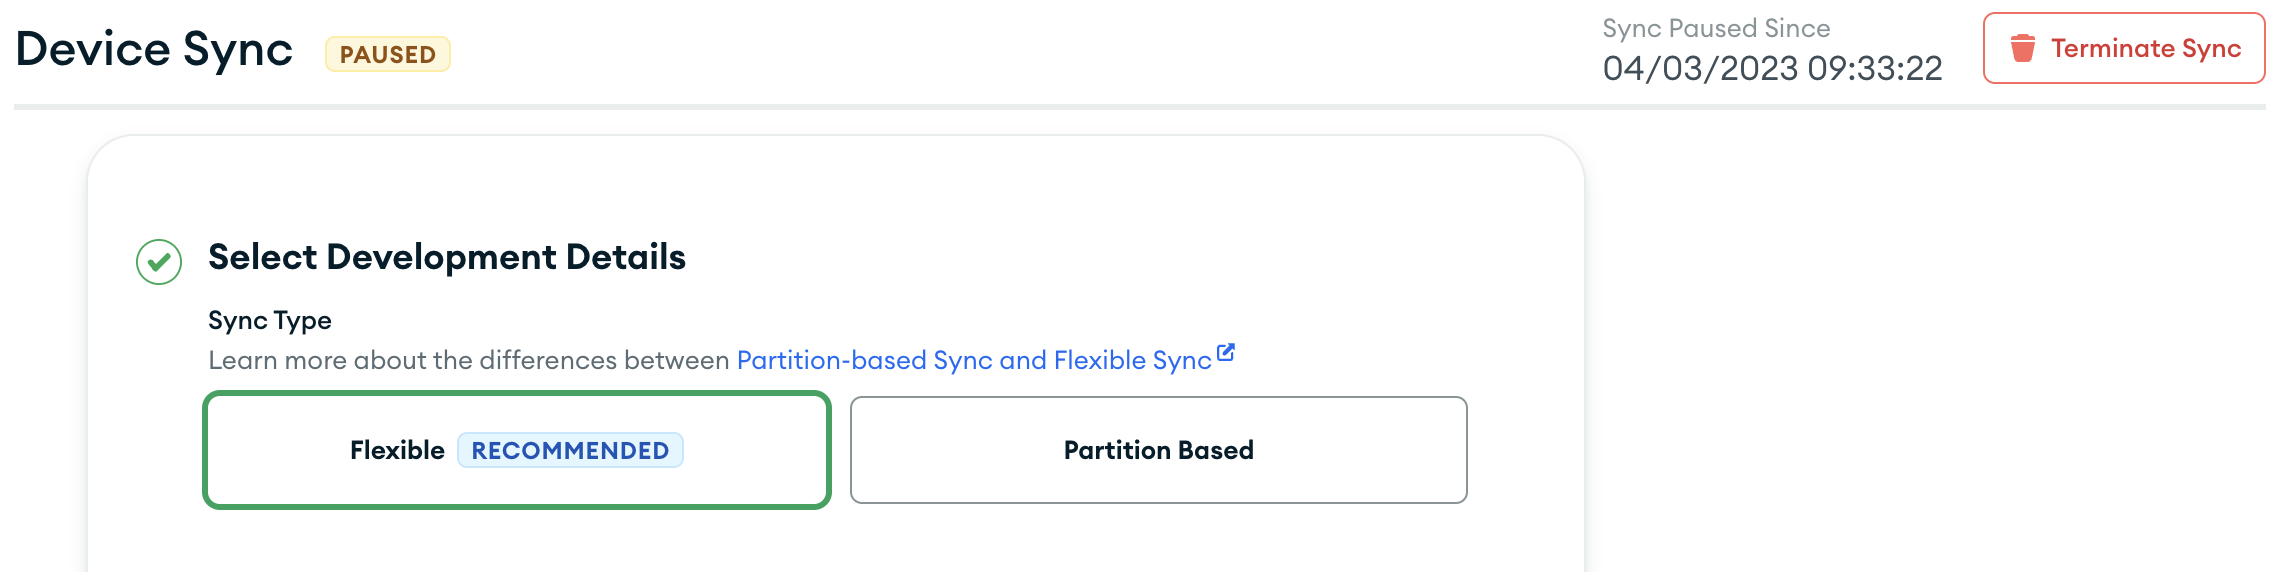 Device Sync PAUSED
Sync Paused Since
04/03/2023 09:33:22
Terminate Sync
Select Development Details
Sync Type
Learn more about the differences between Partition-based Sync and Flexible Sync
Flexible RECOMMENDED
Partition Based